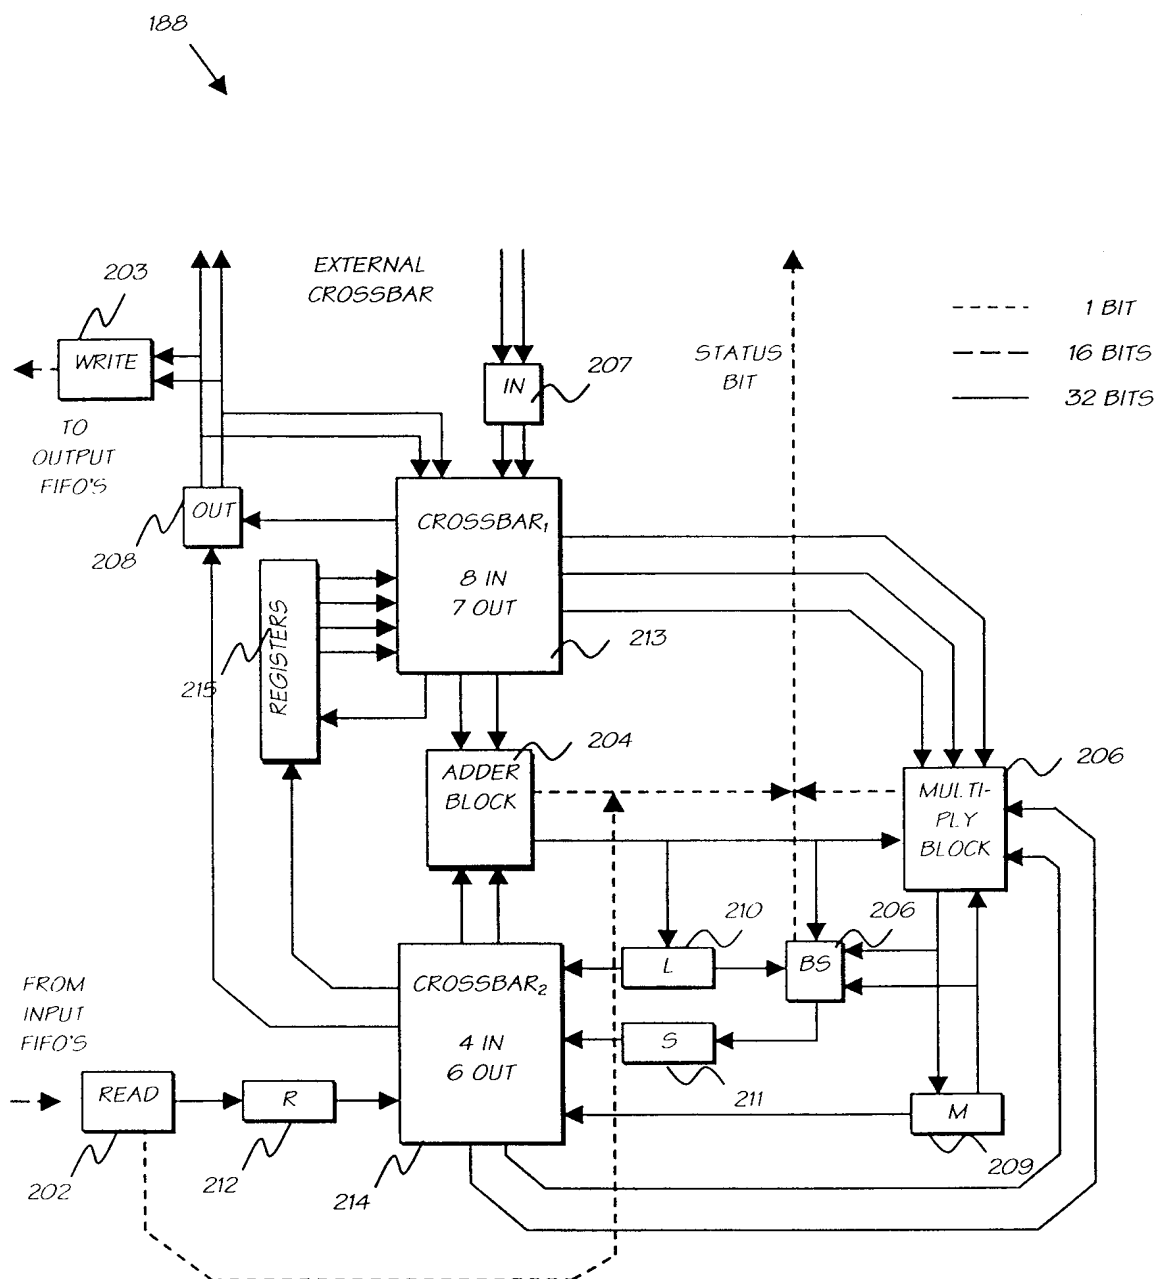 188
203
EXTERNAL
CROSSBAR
1 BIT
WRITE
STATUS
BIT
16 BITS
IN
207
32 BITS
TO
OUTPUT
FIFO'S
OUT
208
CROSSBAR1
8 IN
7 OUT
213
REGISTERS
215
204
206
ADDER
BLOCK
MULTI-
PLY
BLOCK
210
206
L
BS
FROM
INPUT
FIFO'S
CROSSBAR2
4 IN
6 OUT
S
211
READ
R
M
209
202
212
214